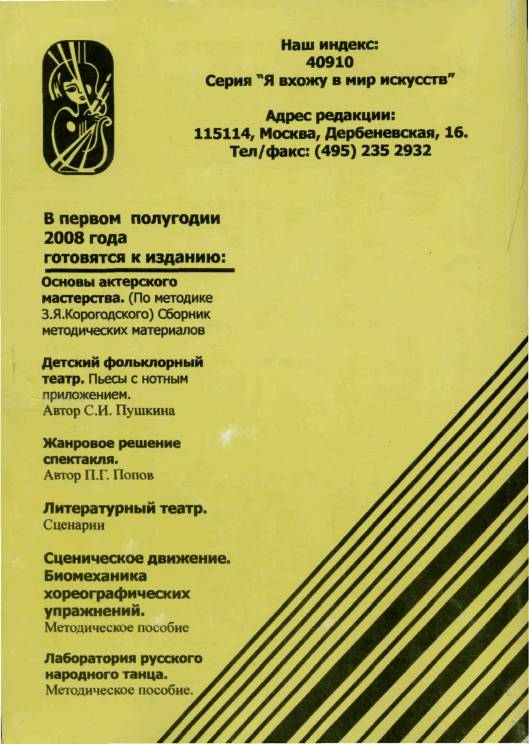 Наш индекс:
40910
Серия "Я вхожу в мир искусств"
Адрес редакции:
115114, Москва, Дербеневская, 16.
Тел/факс: (495) 235 2932
В первом полугодии
2008 года
готовятся к изданию:
Основы актерского
мастерства. (По методике
З.Я.Корогодского) Сборник
методических материалов
Детский фольклорный
театр. Пьесы с нотным
приложением.
Автор С.И. Пушкина
Жанровое решение
спектакля.
Автор П.Г. Попов
Литературный театр.
Сценарии
Сценическое движение.
Биомеханика
хореографических
упражнений.
Методическое пособие
Лаборатория русского
народного танца.
Методическое пособие.